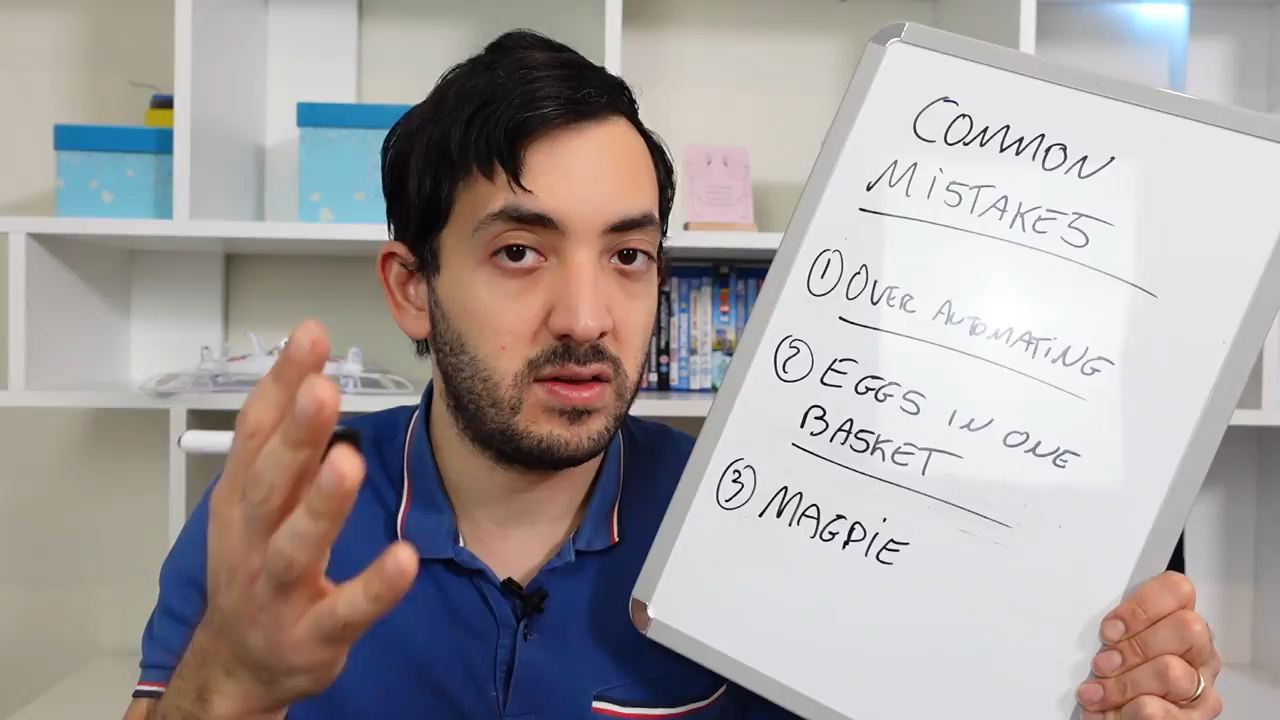 COMMON
MiSTAKES
① OVER AUTOMATiNG
② EGGS iN ONE
BASKET
③ MAGPiE